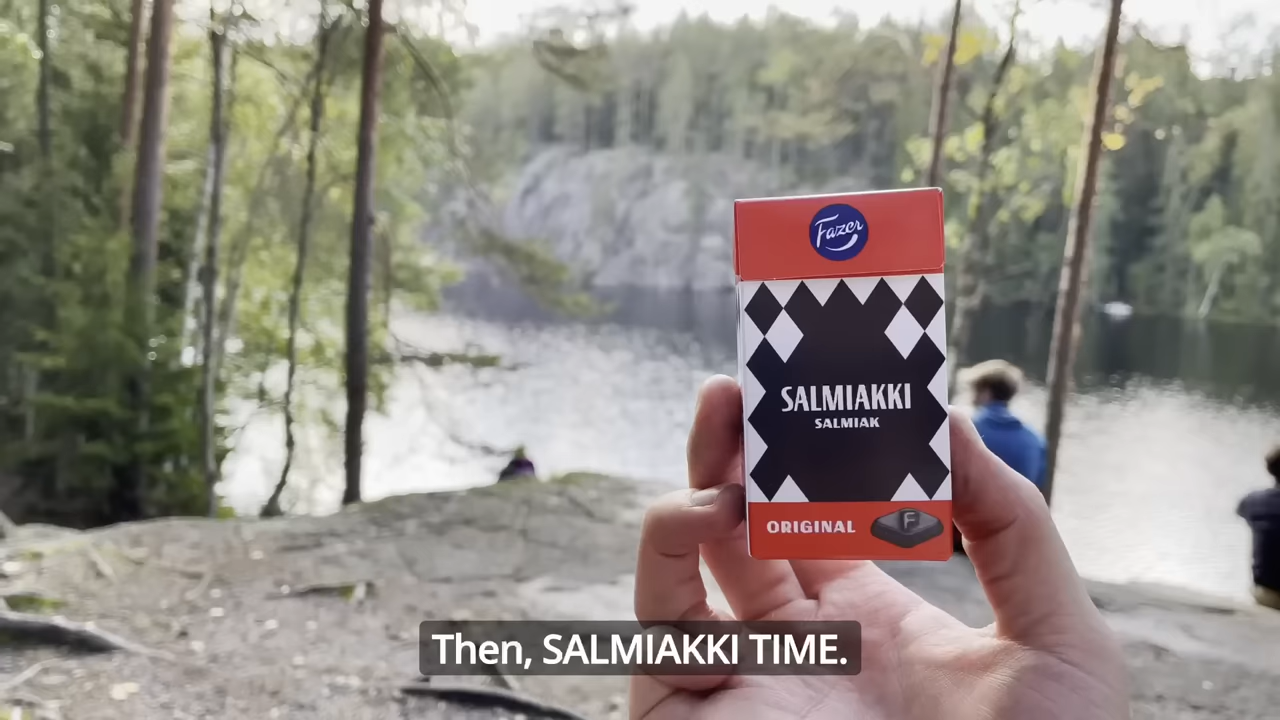 Fazer
SALMIAKKI
SALMIAK
ORIGINAL
F
Then, SALMIAKKI TIME.